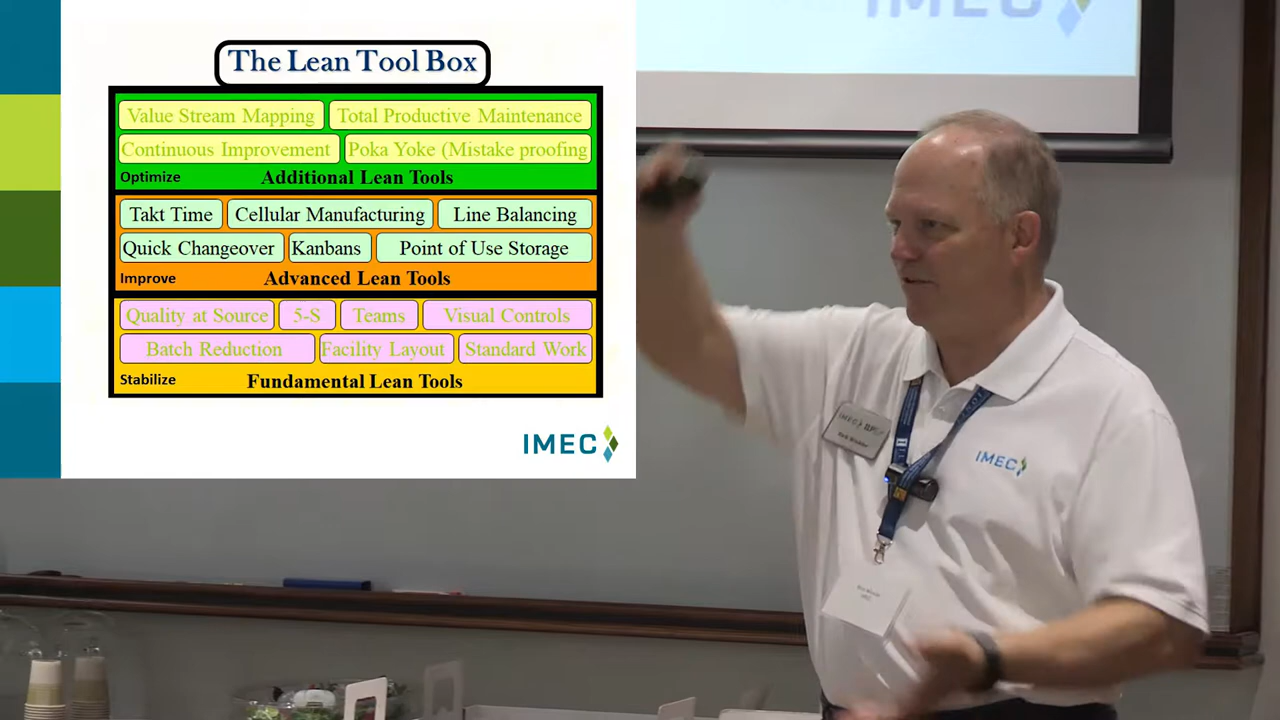 The Lean Tool Box
Value Stream Mapping Total Productive Maintenance
Continuous Improvement Poka Yoke (Mistake proofing
Optimize Additional Lean Tools
Takt Time Cellular Manufacturing Line Balancing
Quick Changeover Kanbans Point of Use Storage
Improve Advanced Lean Tools
Quality at Source 5-S Teams Visual Controls
Batch Reduction Facility Layout Standard Work
Stabilize Fundamental Lean Tools
IMEC
IMEC
IMEC
IMEC